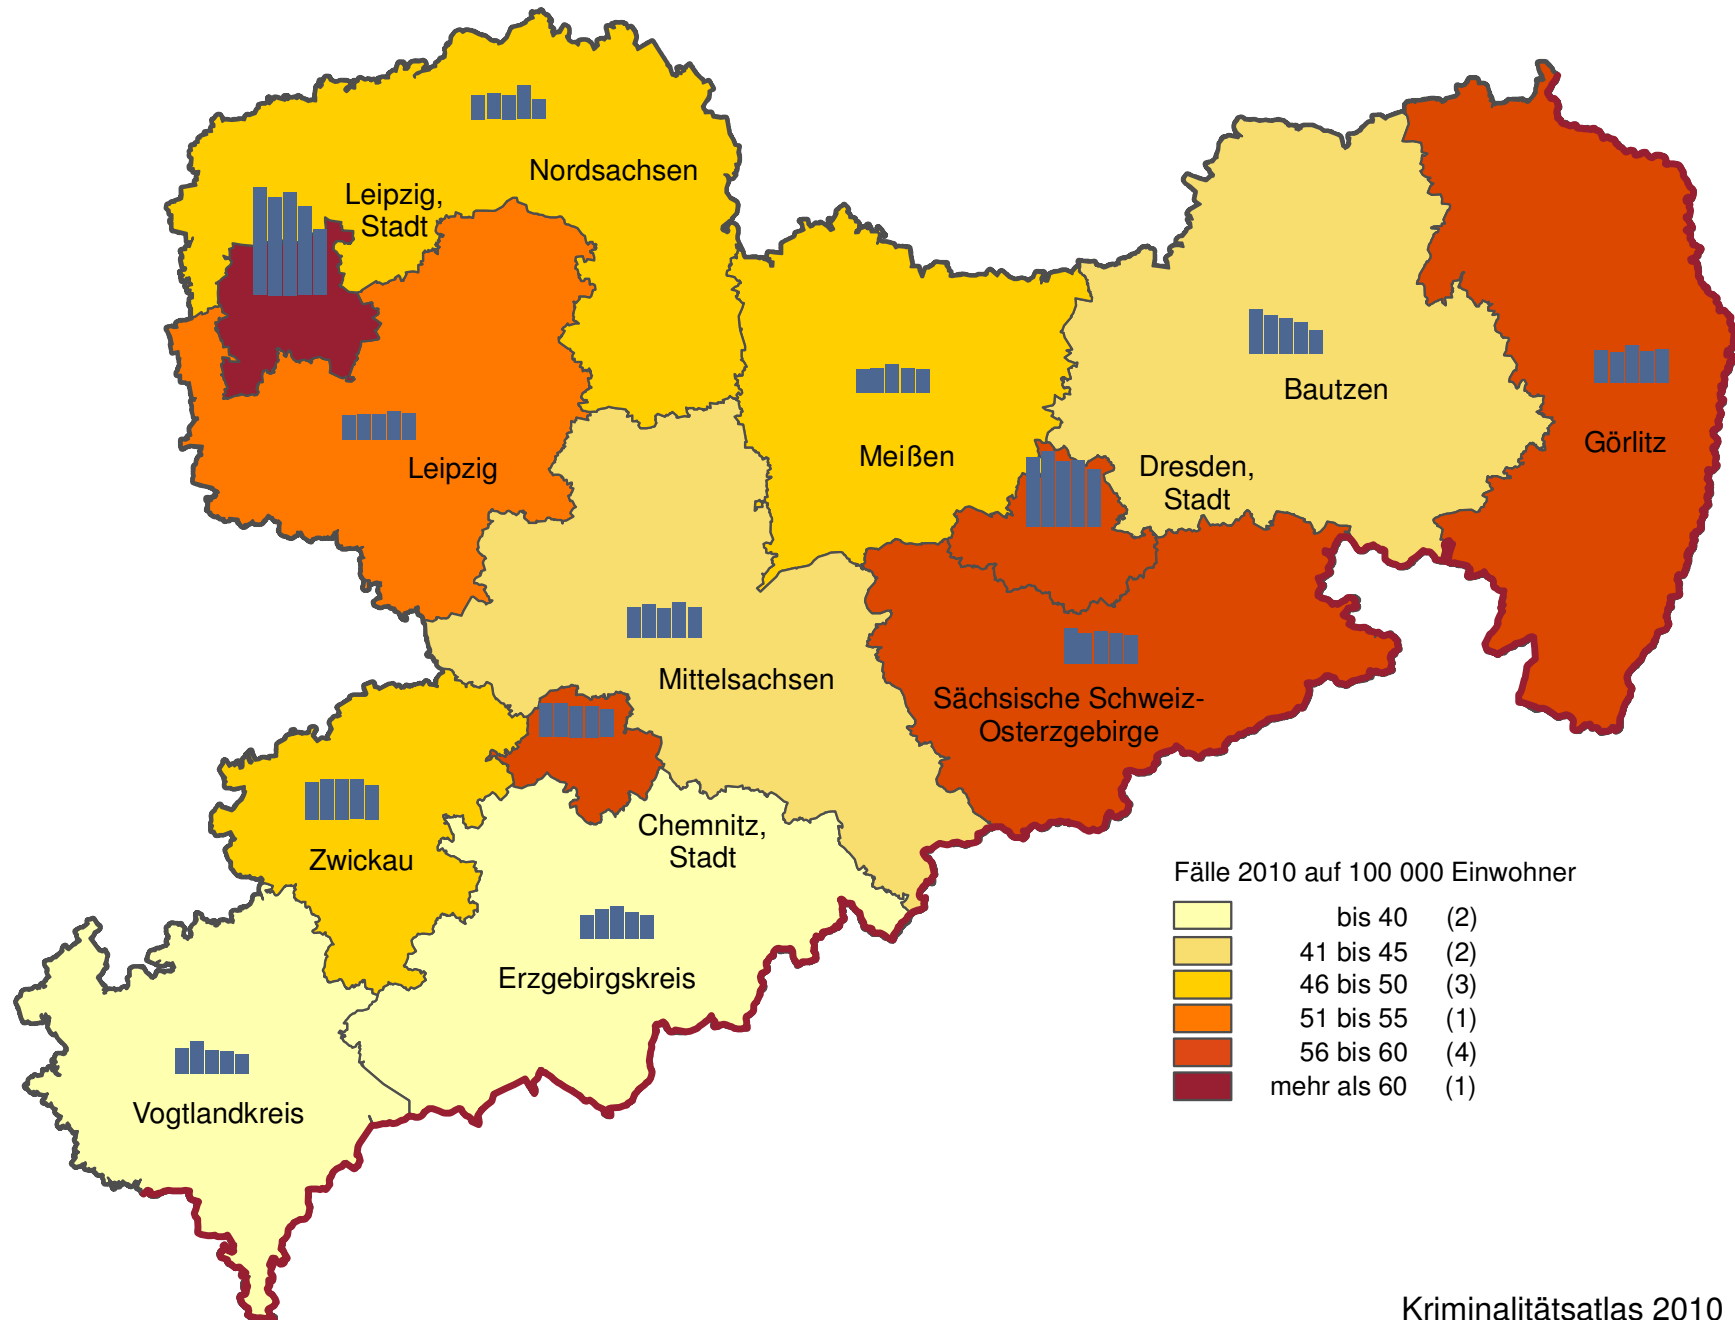 Nordsachsen
Leipzig,
Stadt
Bautzen
Görlitz
Meißen
Leipzig
Dresden,
Stadt
Mittelsachsen
Sächsische Schweiz-
Osterzgebirge
Chemnitz,
Stadt
Zwickau
Erzgebirgskreis
Vogtlandkreis
Fälle 2010 auf 100 000 Einwohner
bis 40 (2)
41 bis 45 (2)
46 bis 50 (3)
51 bis 55 (1)
56 bis 60 (4)
mehr als 60 (1)
Kriminalitätsatlas 2010